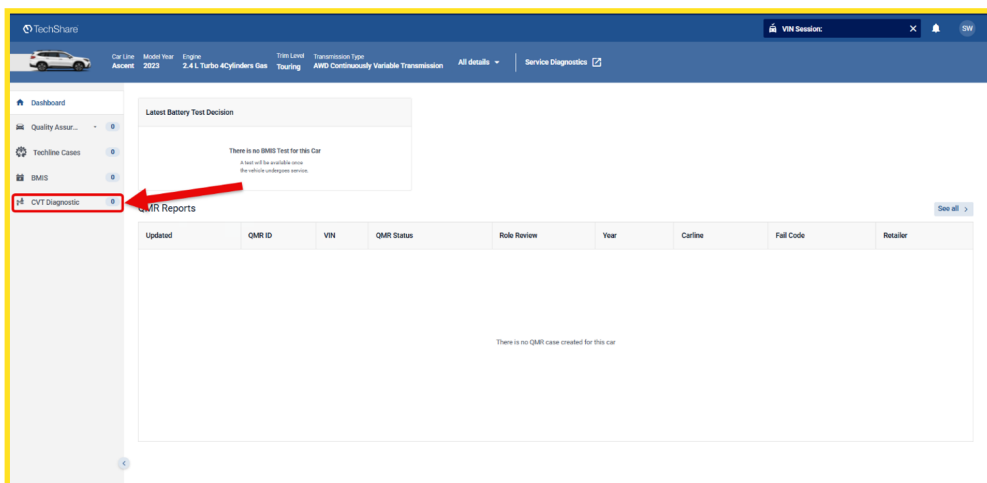 TechShare
VIN Session:
SW
Car Line Model Year Engine Trim Level Transmission Type
Ascent 2023 2.4 L Turbo 4Cylinders Gas Touring AWD Continuously Variable Transmission
All details
Service Diagnostics
Dashboard
Quality Assur... 0
Techline Cases 0
BMIS 0
CVT Diagnostic 0
Latest Battery Test Decision
There is no BMIS Test for this Car
A test will be available once
the vehicle undergoes service.
QMR Reports
See all
Updated QMR ID VIN QMR Status Role Review Year Carline Fail Code Retailer
There is no QMR case created for this car